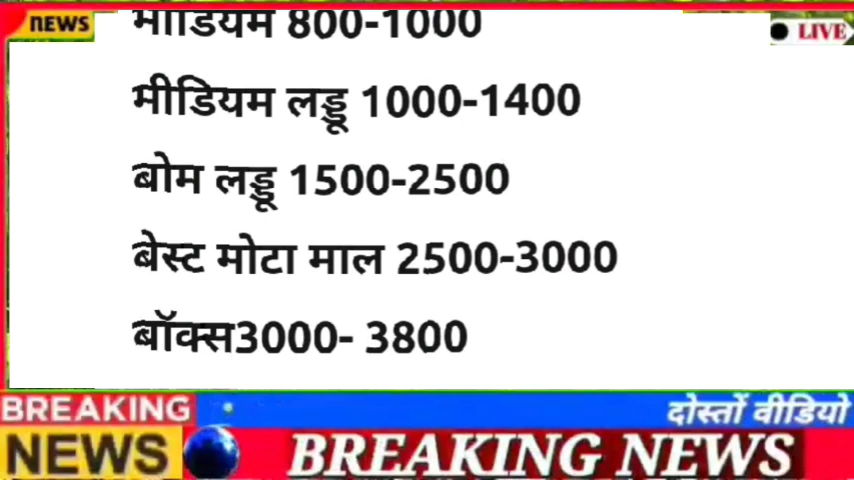 NEWS
LIVE
मीडियम 800-1000
मीडियम लड्डू 1000-1400
बोम लड्डू 1500-2500
बेस्ट मोटा माल 2500-3000
बॉक्स3000- 3800
BREAKING
दोस्तों वीडियो
NEWS
BREAKING NEWS